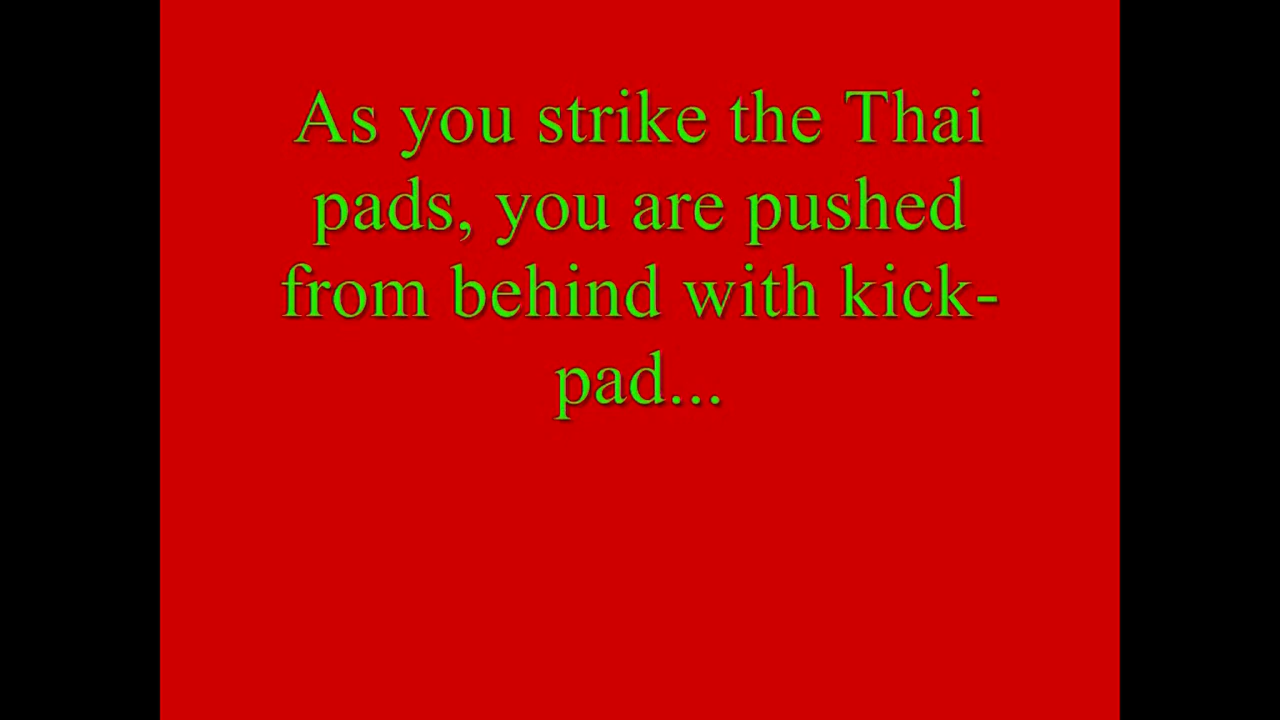 As you strike the Thai
pads, you are pushed
from behind with kick-
pad...